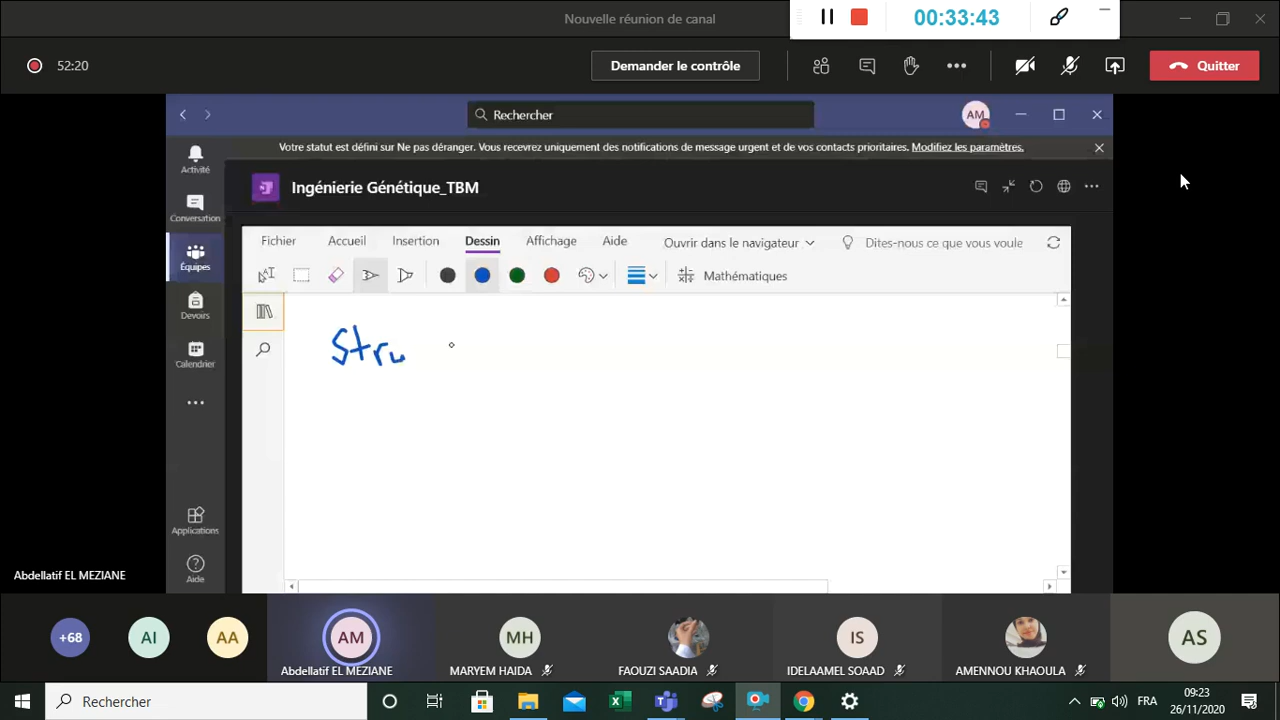 Nouvelle réunion de canal
00:33:43
52:20
Demander le contrôle
Quitter
Rechercher
AM
Votre statut est défini sur Ne pas déranger. Vous recevrez uniquement des notifications de message urgent et de vos contacts prioritaires. Modifiez les paramètres.
Activité
Conversation
Équipes
Devoirs
Calendrier
Applications
Aide
Ingénierie Génétique_TBM
Fichier Accueil Insertion Dessin Affichage Aide Ouvrir dans le navigateur Dites-nous ce que vous voule
Mathématiques
Stru
Abdellatif EL MEZIANE
+68 AI AA AM MH IS AS
Abdellatif EL MEZIANE MARYEM HAIDA FAOUZI SAADIA IDELAAMEL SOAAD AMENNOU KHAOULA
Rechercher
FRA
09:23
26/11/2020